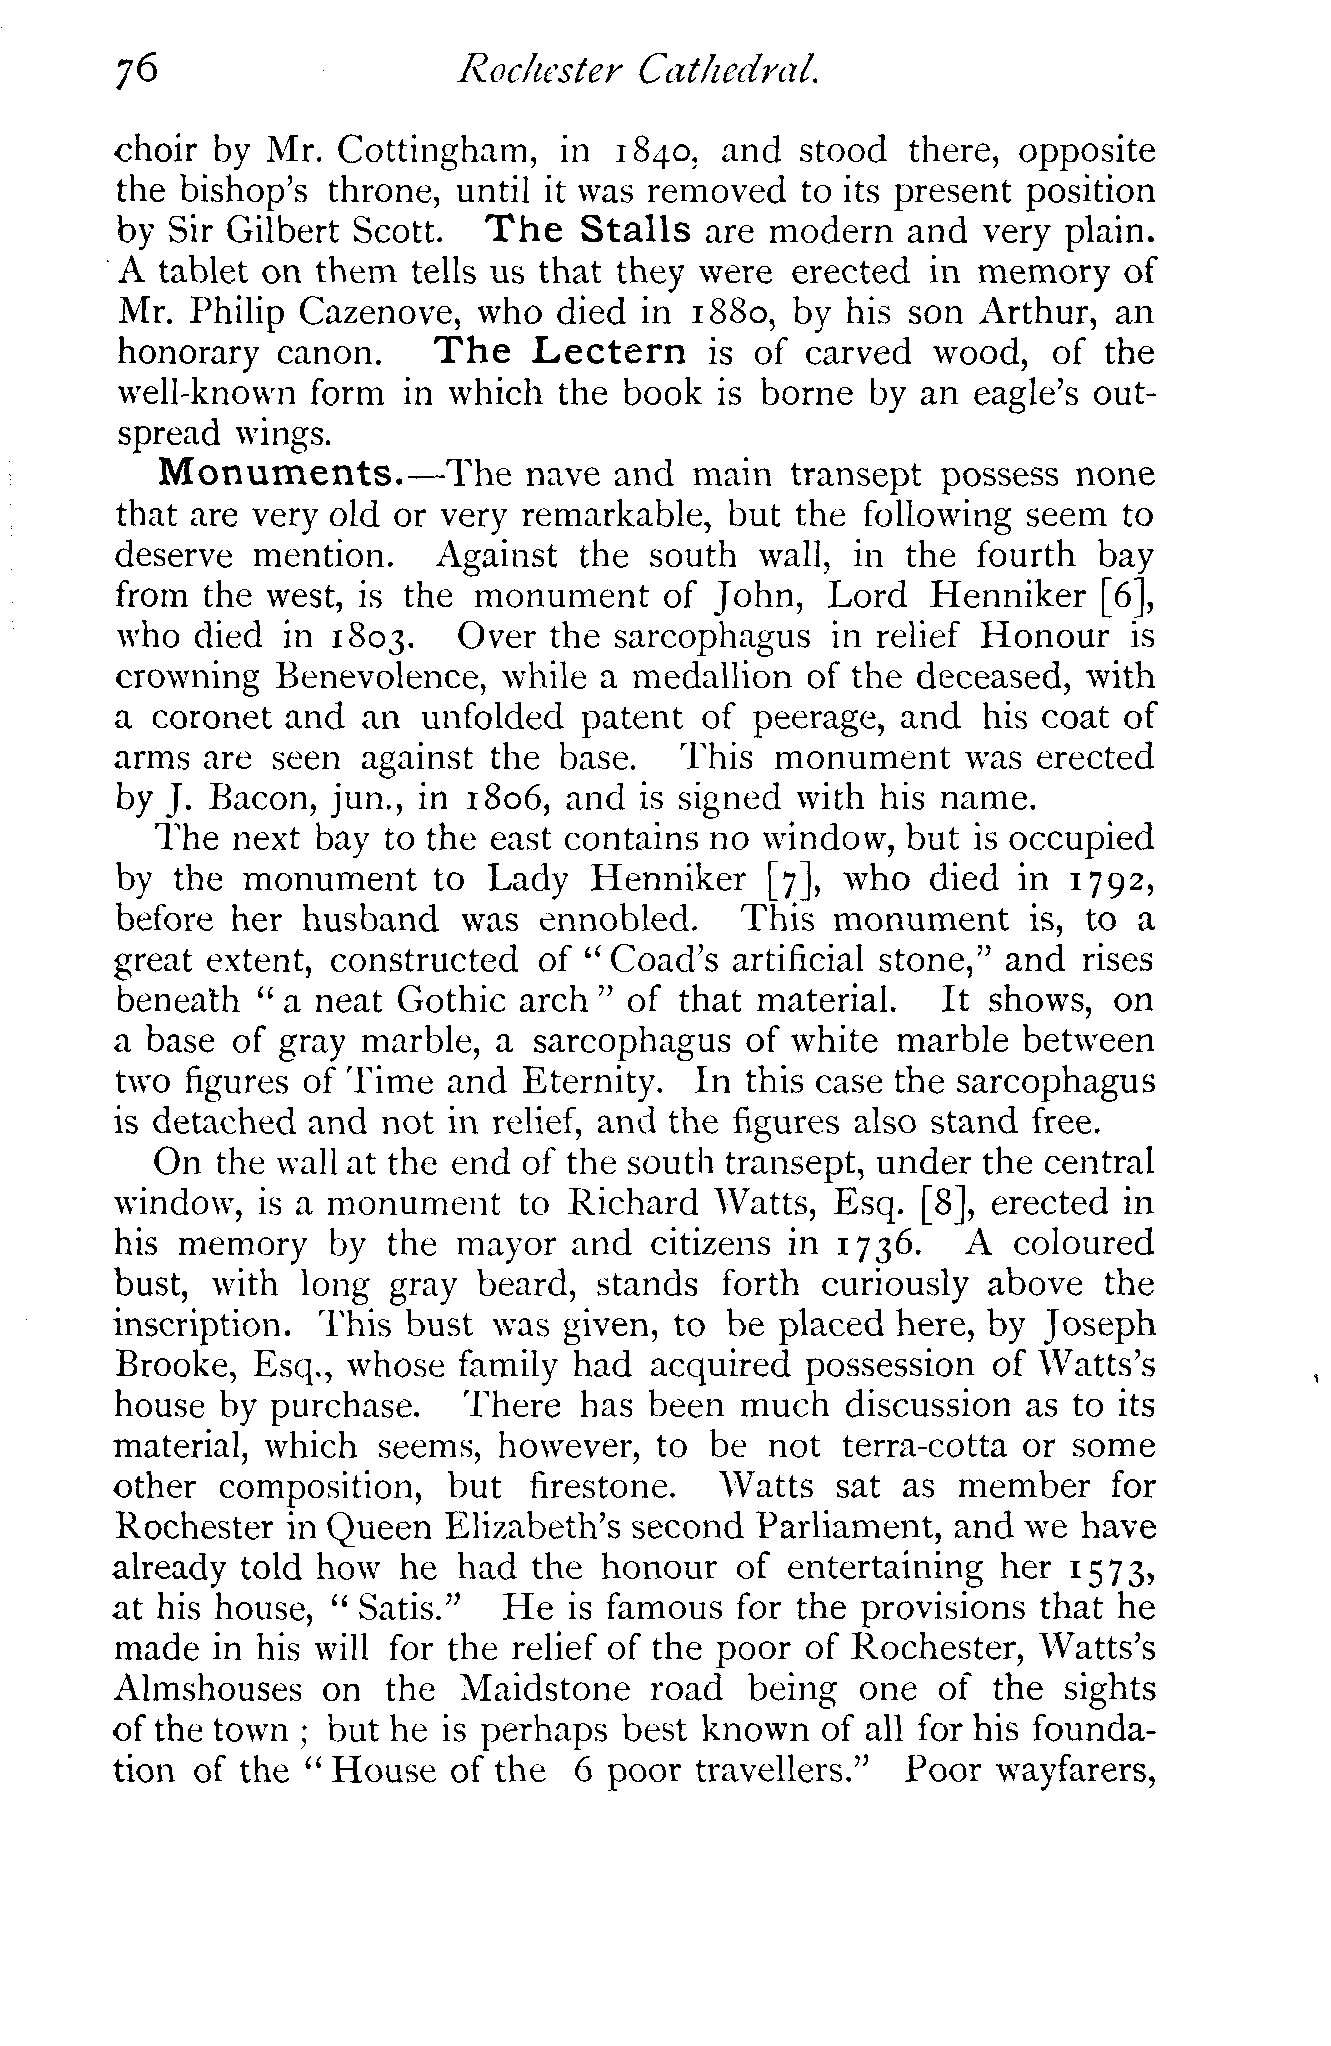 76 Rochester Cathedral.
choir by Mr. Cottingham, in 1840, and stood there, opposite
the bishop's throne, until it was removed to its present position
by Sir Gilbert Scott. The Stalls are modern and very plain.
A tablet on them tells us that they were erected in memory of
Mr. Philip Cazenove, who died in 1880, by his son Arthur, an
honorary canon. The Lectern is of carved wood, of the
well-known form in which the book is borne by an eagle's out-
spread wings.
Monuments.—The nave and main transept possess none
that are very old or very remarkable, but the following seem to
deserve mention. Against the south wall, in the fourth bay
from the west, is the monument of John, Lord Henniker [6],
who died in 1803. Over the sarcophagus in relief Honour is
crowning Benevolence, while a medallion of the deceased, with
a coronet and an unfolded patent of peerage, and his coat of
arms are seen against the base. This monument was erected
by J. Bacon, jun., in 1806, and is signed with his name.
The next bay to the east contains no window, but is occupied
by the monument to Lady Henniker [7], who died in 1792,
before her husband was ennobled. This monument is, to a
great extent, constructed of "Coad's artificial stone," and rises
beneath "a neat Gothic arch" of that material. It shows, on
a base of gray marble, a sarcophagus of white marble between
two figures of Time and Eternity. In this case the sarcophagus
is detached and not in relief, and the figures also stand free.
On the wall at the end of the south transept, under the central
window, is a monument to Richard Watts, Esq. [8], erected in
his memory by the mayor and citizens in 1736. A coloured
bust, with long gray beard, stands forth curiously above the
inscription. This bust was given, to be placed here, by Joseph
Brooke, Esq., whose family had acquired possession of Watts's
house by purchase. There has been much discussion as to its
material, which seems, however, to be not terra-cotta or some
other composition, but firestone. Watts sat as member for
Rochester in Queen Elizabeth's second Parliament, and we have
already told how he had the honour of entertaining her 1573,
at his house, "Satis." He is famous for the provisions that he
made in his will for the relief of the poor of Rochester, Watts's
Almshouses on the Maidstone road being one of the sights
of the town ; but he is perhaps best known of all for his founda-
tion of the "House of the 6 poor travellers." Poor wayfarers,